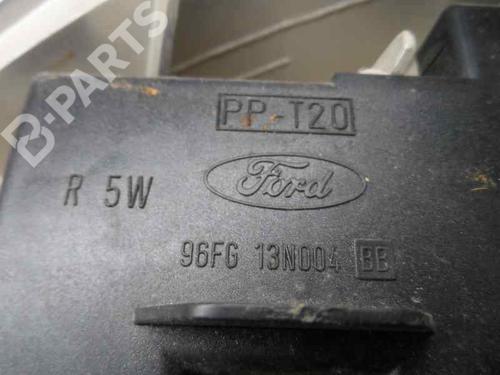 B-PARTS
PP-T20
Ford
R 5W
96FG 13N004 BB